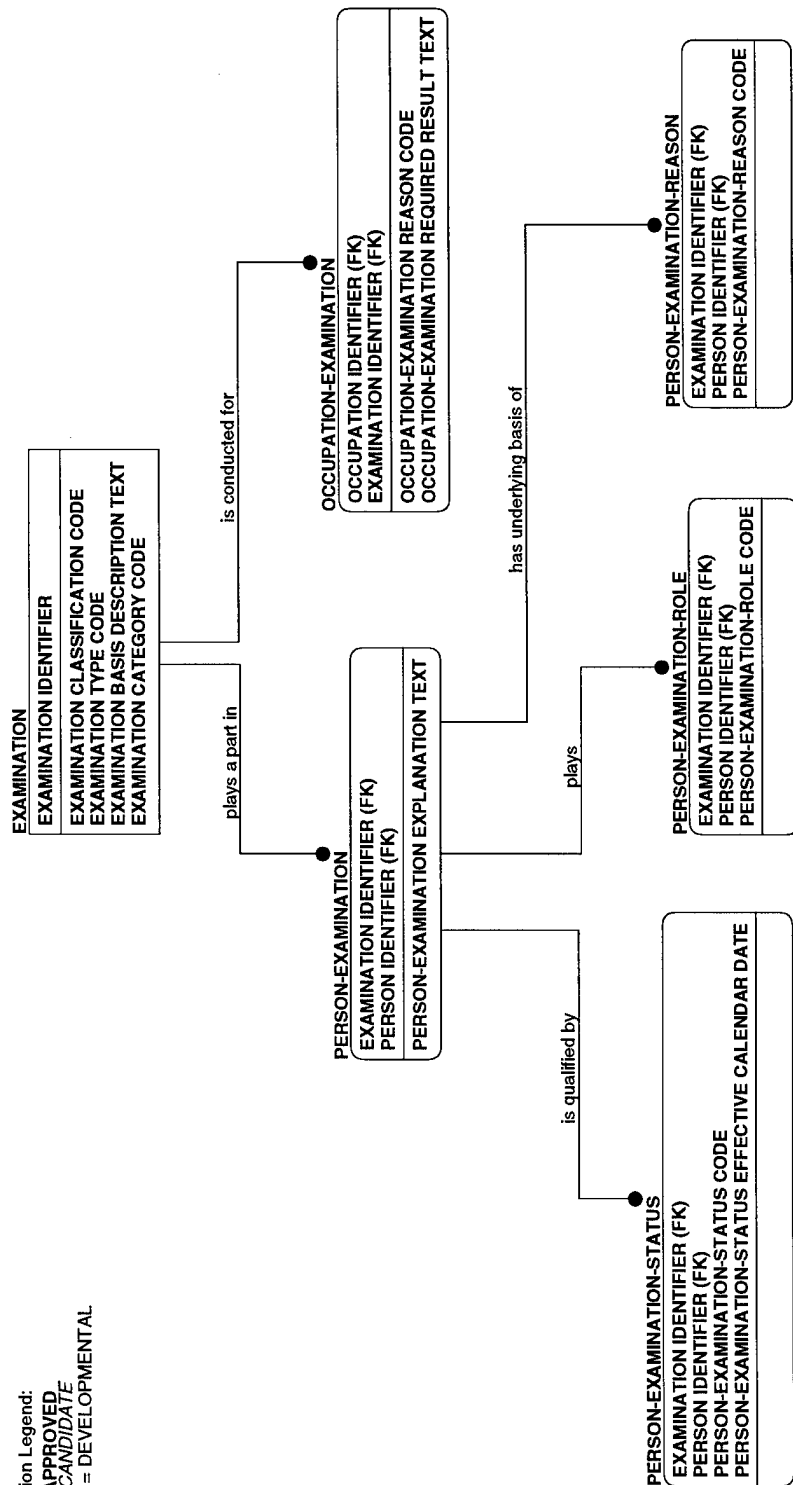 ion Legend:
APPROVED
CANDIDATE
= DEVELOPMENTAL
EXAMINATION
EXAMINATION IDENTIFIER
EXAMINATION CLASSIFICATION CODE
EXAMINATION TYPE CODE
EXAMINATION BASIS DESCRIPTION TEXT
EXAMINATION CATEGORY CODE
plays a part in
is conducted for
PERSON-EXAMINATION
EXAMINATION IDENTIFIER (FK)
PERSON IDENTIFIER (FK)
PERSON-EXAMINATION EXPLANATION TEXT
OCCUPATION-EXAMINATION
OCCUPATION IDENTIFIER (FK)
EXAMINATION IDENTIFIER (FK)
OCCUPATION-EXAMINATION REASON CODE
OCCUPATION-EXAMINATION REQUIRED RESULT TEXT
is qualified by
plays
has underlying basis of
PERSON-EXAMINATION-STATUS
EXAMINATION IDENTIFIER (FK)
PERSON IDENTIFIER (FK)
PERSON-EXAMINATION-STATUS CODE
PERSON-EXAMINATION-STATUS EFFECTIVE CALENDAR DATE
PERSON-EXAMINATION-ROLE
EXAMINATION IDENTIFIER (FK)
PERSON IDENTIFIER (FK)
PERSON-EXAMINATION-ROLE CODE
PERSON-EXAMINATION-REASON
EXAMINATION IDENTIFIER (FK)
PERSON IDENTIFIER (FK)
PERSON-EXAMINATION-REASON CODE